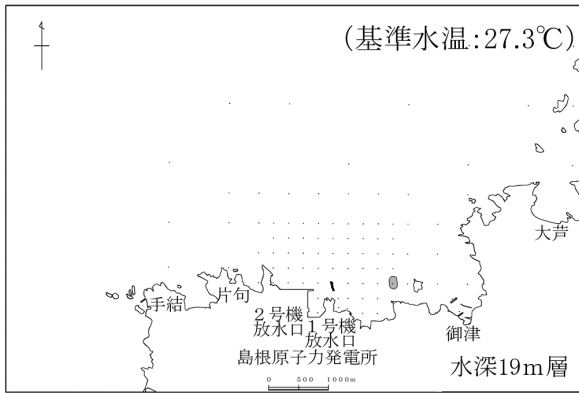 (基準水温:27.3℃)
大芦
手結
片句
2号機
放水口
1号機
放水口
御津
島根原子力発電所
水深19m層
0 500 1000m